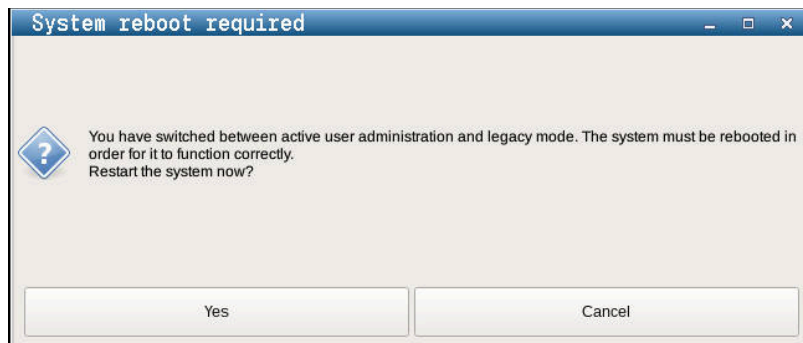 System reboot required
You have switched between active user administration and legacy mode. The system must be rebooted in
order for it to function correctly.
Restart the system now?
Yes
Cancel